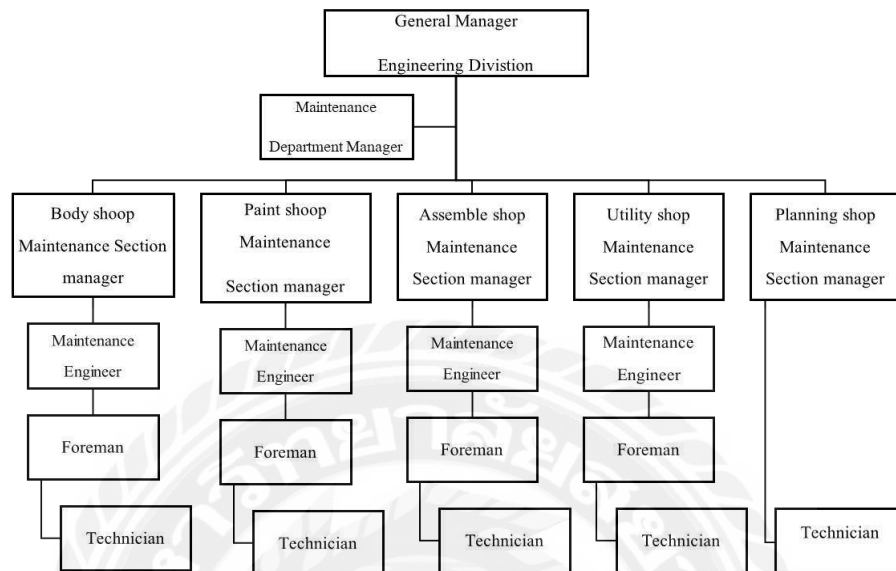 General Manager
Engineering Divistion
Maintenance
Department Manager
Body shoop
Maintenance Section
manager
Paint shoop
Maintenance
Section manager
Assemble shop
Maintenance
Section manager
Utility shop
Maintenance
Section manager
Planning shop
Maintenance
Section manager
Maintenance
Engineer
Maintenance
Engineer
Maintenance
Engineer
Maintenance
Engineer
Foreman
Foreman
Foreman
Foreman
Technician
Technician
Technician
Technician
Technician